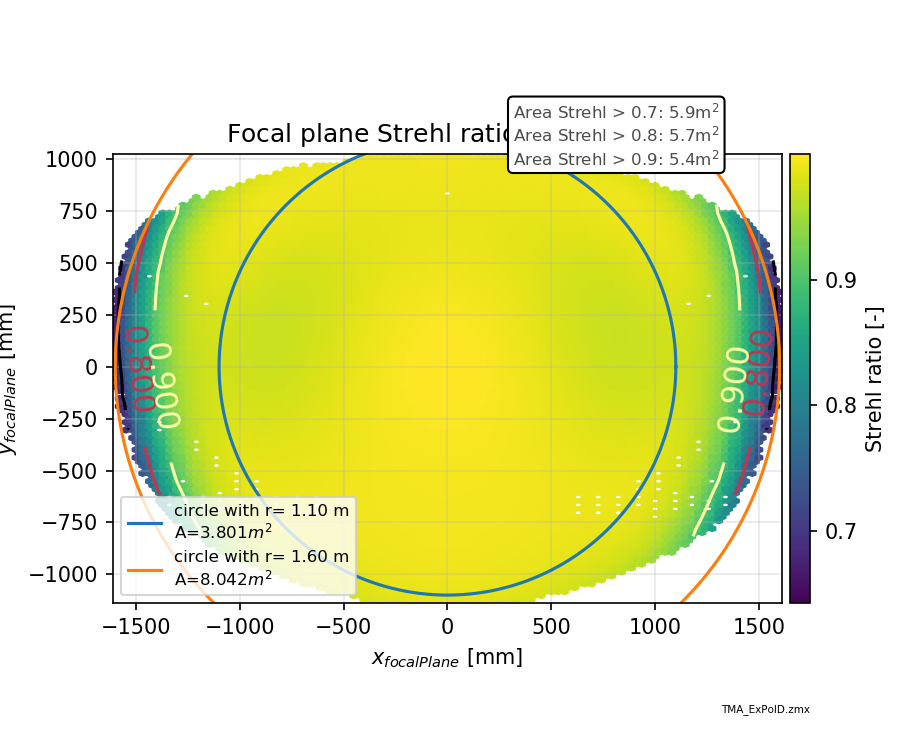 Area Strehl > 0.7: 5.9m²
Area Strehl > 0.8: 5.7m²
Area Strehl > 0.9: 5.4m²
Focal plane Strehl ratio
1000
750
500
250
0
−250
−500
−750
−1000
y_focalPlane [mm]
0.800
0.900
0.900
0.800
circle with r= 1.10 m
A=3.801m²
circle with r= 1.60 m
A=8.042m²
−1500
−1000
−500
0
500
1000
1500
x_focalPlane [mm]
0.9
0.8
0.7
Strehl ratio [-]
TMA_ExPoID.zmx